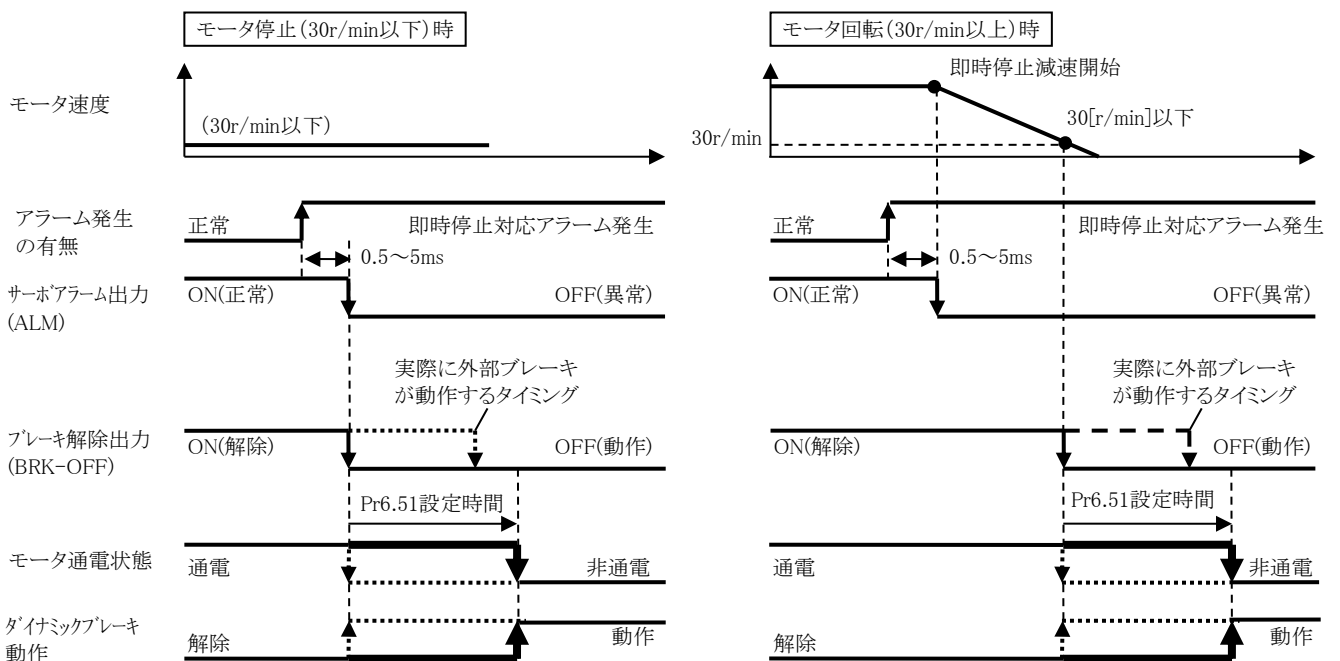 モータ停止(30r/min以下)時
モータ回転(30r/min以上)時
モータ速度
(30r/min以下)
即時停止減速開始
30[r/min]以下
30r/min
アラーム発生
の有無
正常
即時停止対応アラーム発生
正常
即時停止対応アラーム発生
0.5～5ms
0.5～5ms
サーボアラーム出力
(ALM)
ON(正常)
OFF(異常)
ON(正常)
OFF(異常)
実際に外部ブレーキ
が動作するタイミング
実際に外部ブレーキ
が動作するタイミング
ブレーキ解除出力
(BRK-OFF)
ON(解除)
OFF(動作)
ON(解除)
OFF(動作)
Pr6.51設定時間
Pr6.51設定時間
モータ通電状態
通電
非通電
通電
非通電
ダイナミックブレーキ
動作
解除
動作
解除
動作